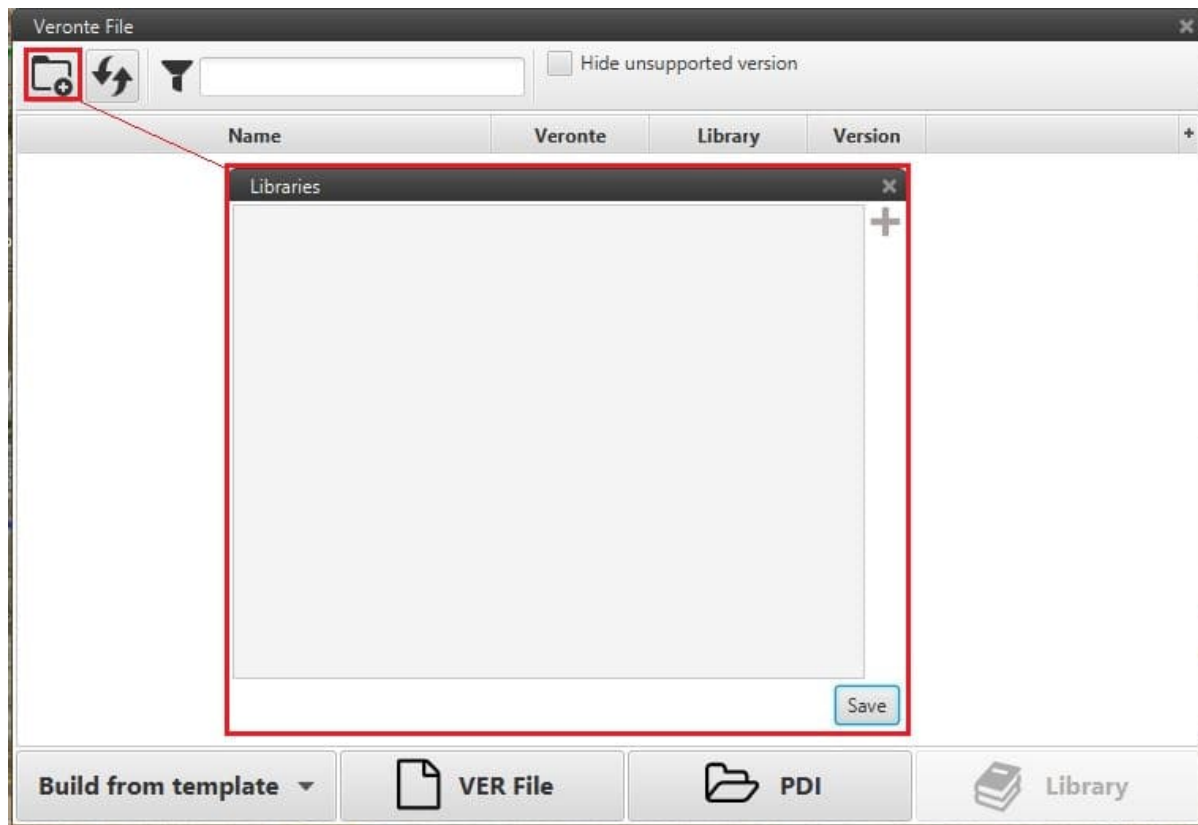 Veronte File
Hide unsupported version
Name Veronte Library Version +
Libraries
Save
Build from template VER File PDI Library